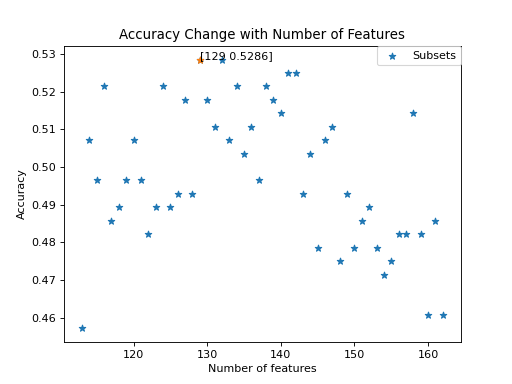 Accuracy Change with Number of Features
[129 0.5286]
Subsets
0.53
0.52
0.51
0.50
0.49
0.48
0.47
0.46
Accuracy
120 130 140 150 160
Number of features